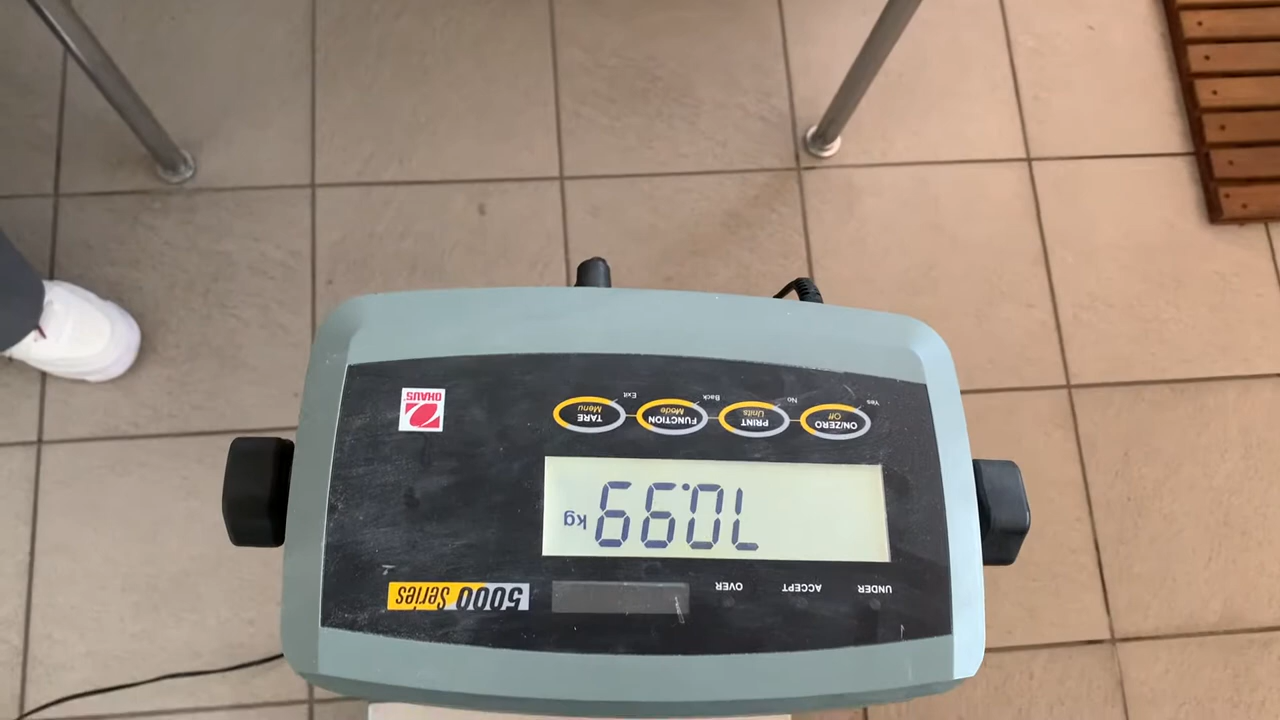 UNDER ACCEPT OVER
5000 Series
70.99 kg
ON/ZERO PRINT FUNCTION TARE
Off Units Mode Menu
Yes No Back Exit
OHAUS